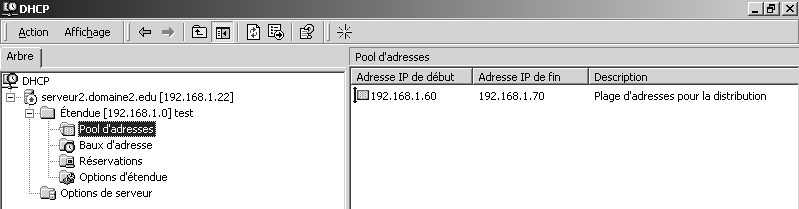 DHCP
Action Affichage
Arbre
Pool d'adresses
DHCP
serveur2.domaine2.edu [192.168.1.22]
Étendue [192.168.1.0] test
Pool d'adresses
Baux d'adresse
Réservations
Options d'étendue
Options de serveur
Adresse IP de début Adresse IP de fin Description
192.168.1.60 192.168.1.70 Plage d'adresses pour la distribution